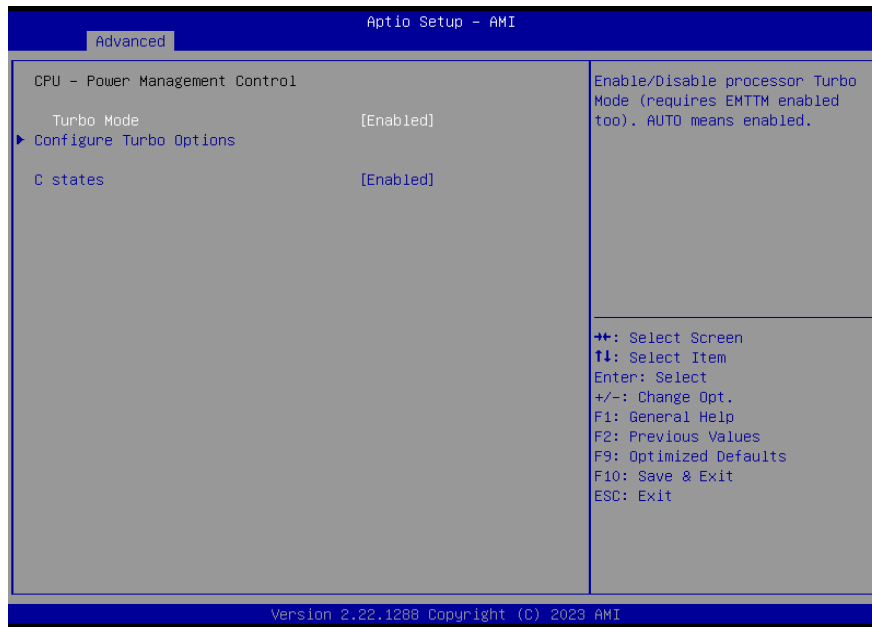 Aptio Setup – AMI
Advanced
CPU – Power Management Control
Turbo Mode [Enabled]
Configure Turbo Options
C states [Enabled]
Enable/Disable processor Turbo
Mode (requires EMTTM enabled
too). AUTO means enabled.
→←: Select Screen
↑↓: Select Item
Enter: Select
+/-: Change Opt.
F1: General Help
F2: Previous Values
F9: Optimized Defaults
F10: Save & Exit
ESC: Exit
Version 2.22.1288 Copyright (C) 2023 AMI